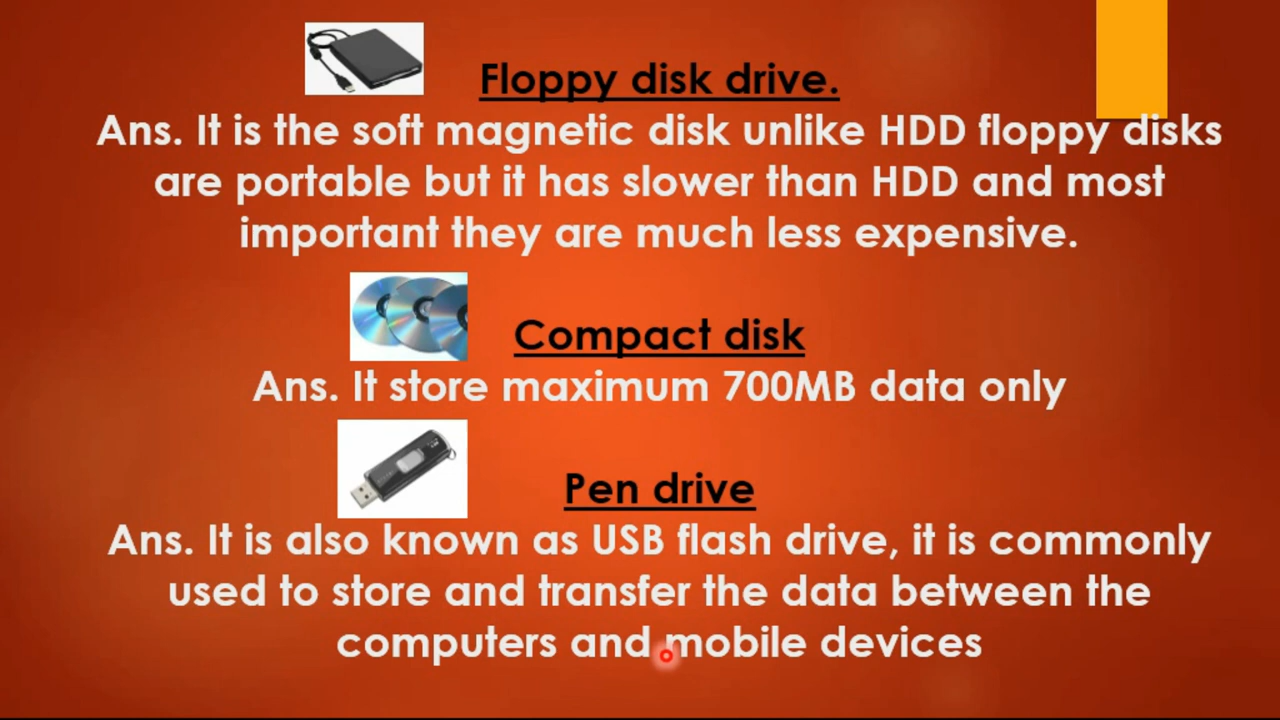 Floppy disk drive.
Ans. It is the soft magnetic disk unlike HDD floppy disks
are portable but it has slower than HDD and most
important they are much less expensive.
Compact disk
Ans. It store maximum 700MB data only
Pen drive
Ans. It is also known as USB flash drive, it is commonly
used to store and transfer the data between the
computers and mobile devices